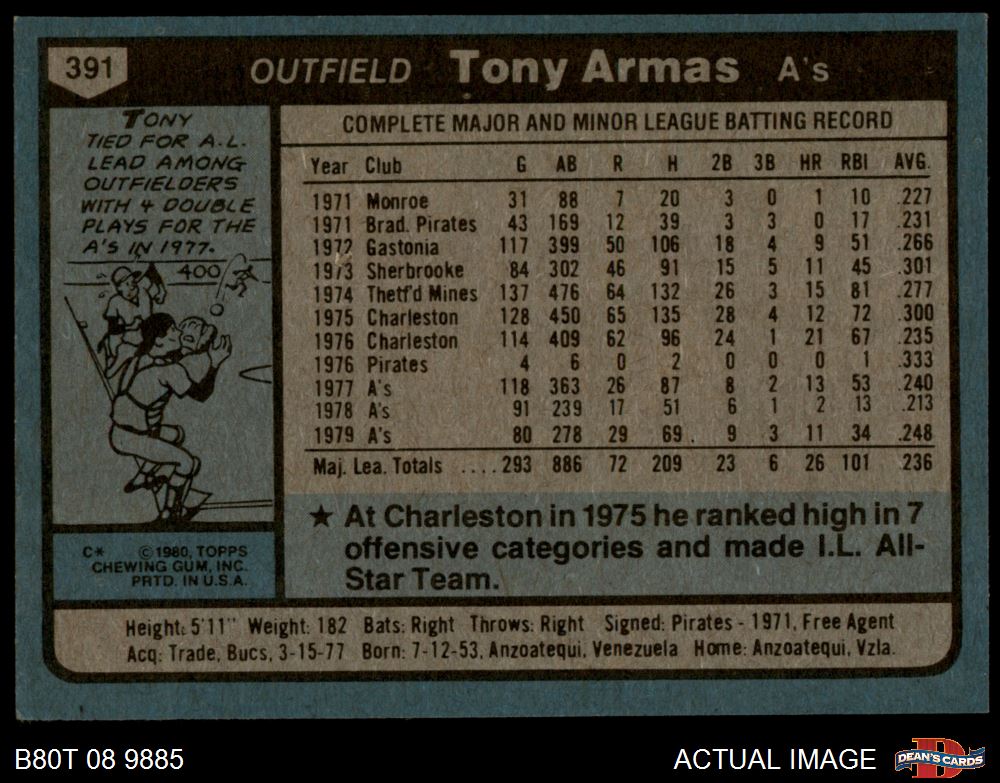 391 OUTFIELD Tony Armas A's
TONY
TIED FOR A.L.
LEAD AMONG
OUTFIELDERS
WITH 4 DOUBLE
PLAYS FOR THE
A'S IN 1977.
400
C* ©1980, TOPPS
CHEWING GUM, INC.
PRTD. IN U.S.A.
COMPLETE MAJOR AND MINOR LEAGUE BATTING RECORD
Year Club G AB R H 2B 3B HR RBI AVG.
1971 Monroe 31 88 7 20 3 0 1 10 .227
1971 Brad. Pirates 43 169 12 39 3 3 0 17 .231
1972 Gastonia 117 399 50 106 18 4 9 51 .266
1973 Sherbrooke 84 302 46 91 15 5 11 45 .301
1974 Thetf'd Mines 137 476 64 132 26 3 15 81 .277
1975 Charleston 128 450 65 135 28 4 12 72 .300
1976 Charleston 114 409 62 96 24 1 21 67 .235
1976 Pirates 4 6 0 2 0 0 0 1 .333
1977 A's 118 363 26 87 8 2 13 53 .240
1978 A's 91 239 17 51 6 1 2 13 .213
1979 A's 80 278 29 69 9 3 11 34 .248
Maj. Lea. Totals ....293 886 72 209 23 6 26 101 .236
★ At Charleston in 1975 he ranked high in 7
offensive categories and made I.L. All-
Star Team.
Height: 5'11" Weight: 182 Bats: Right Throws: Right Signed: Pirates - 1971, Free Agent
Acq: Trade, Bucs, 3-15-77 Born: 7-12-53, Anzoatequi, Venezuela Home: Anzoatequi, Vzla.
B80T 08 9885 ACTUAL IMAGE D DEAN'S CARDS